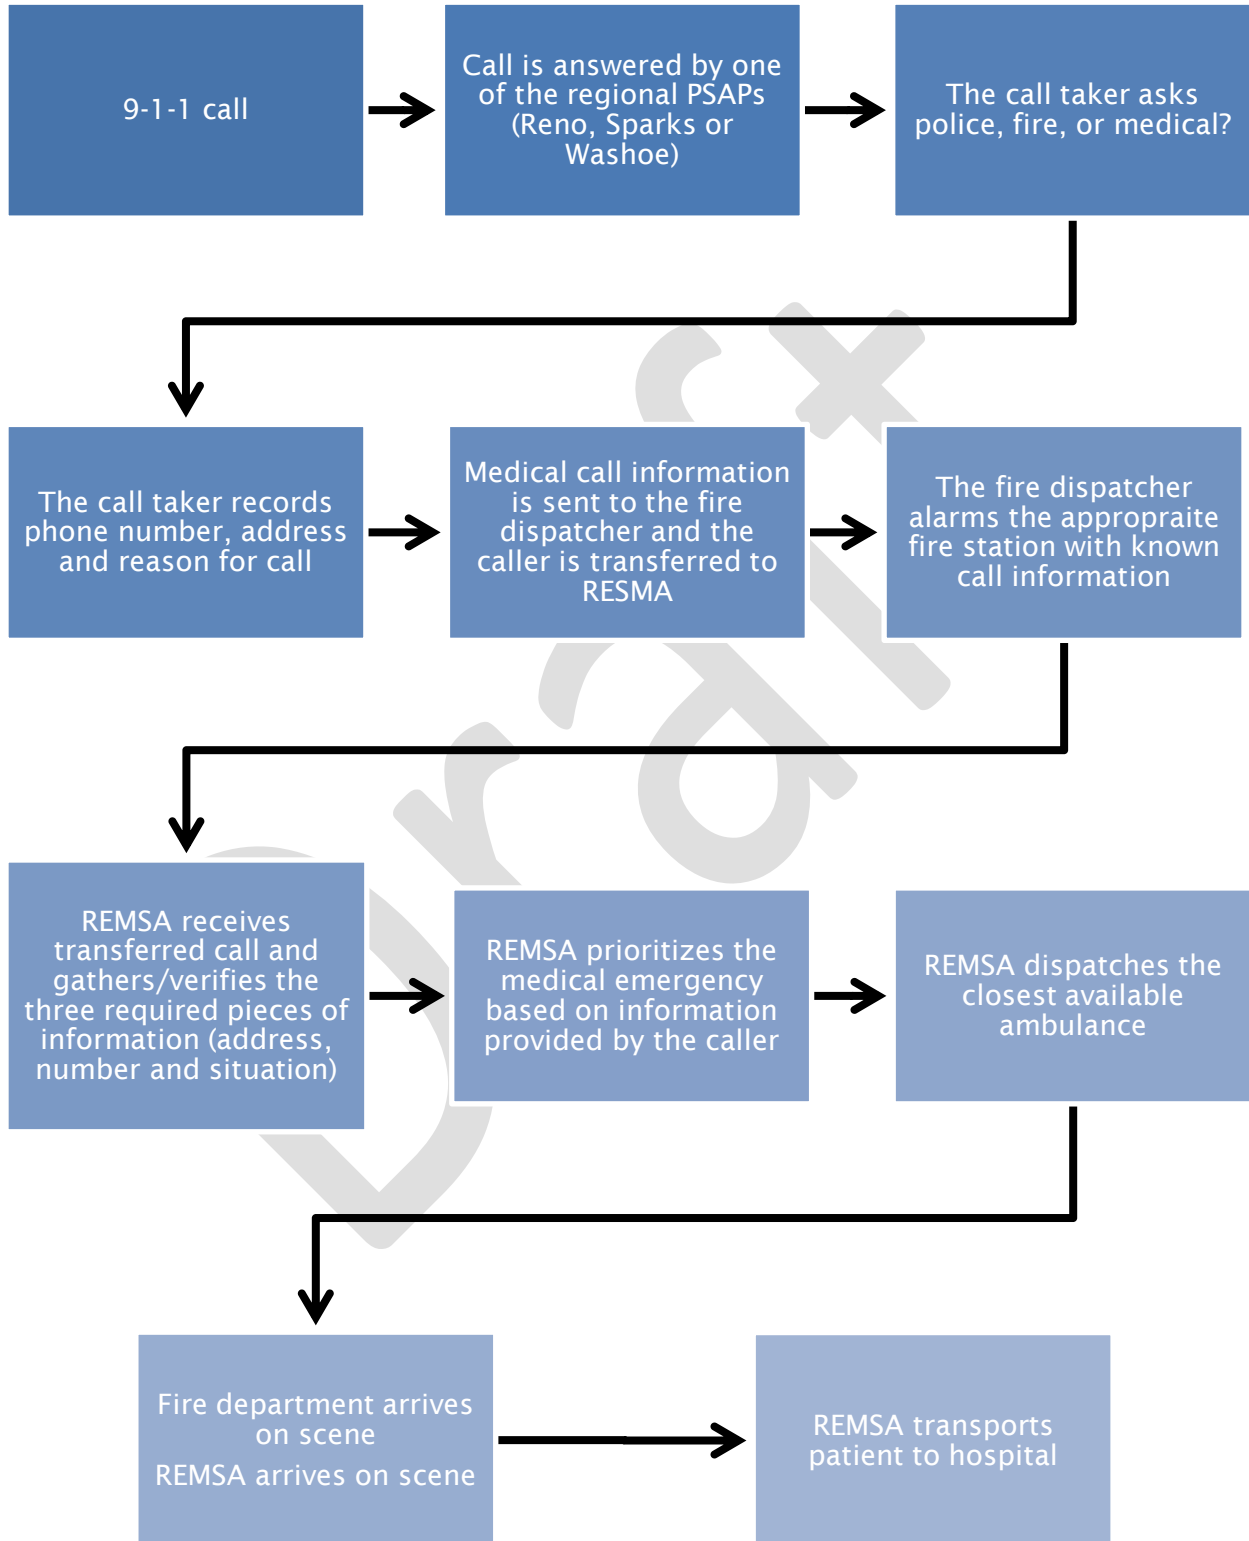 9-1-1 call
Call is answered by one
of the regional PSAPs
(Reno, Sparks or
Washoe)
The call taker asks
police, fire, or medical?
The call taker records
phone number, address
and reason for call
Medical call information
is sent to the fire
dispatcher and the
caller is transferred to
RESMA
The fire dispatcher
alarms the appropraite
fire station with known
call information
REMSA receives
transferred call and
gathers/verifies the
three required pieces of
information (address,
number and situation)
REMSA prioritizes the
medical emergency
based on information
provided by the caller
REMSA dispatches the
closest available
ambulance
Fire department arrives
on scene
REMSA arrives on scene
REMSA transports
patient to hospital
Draft